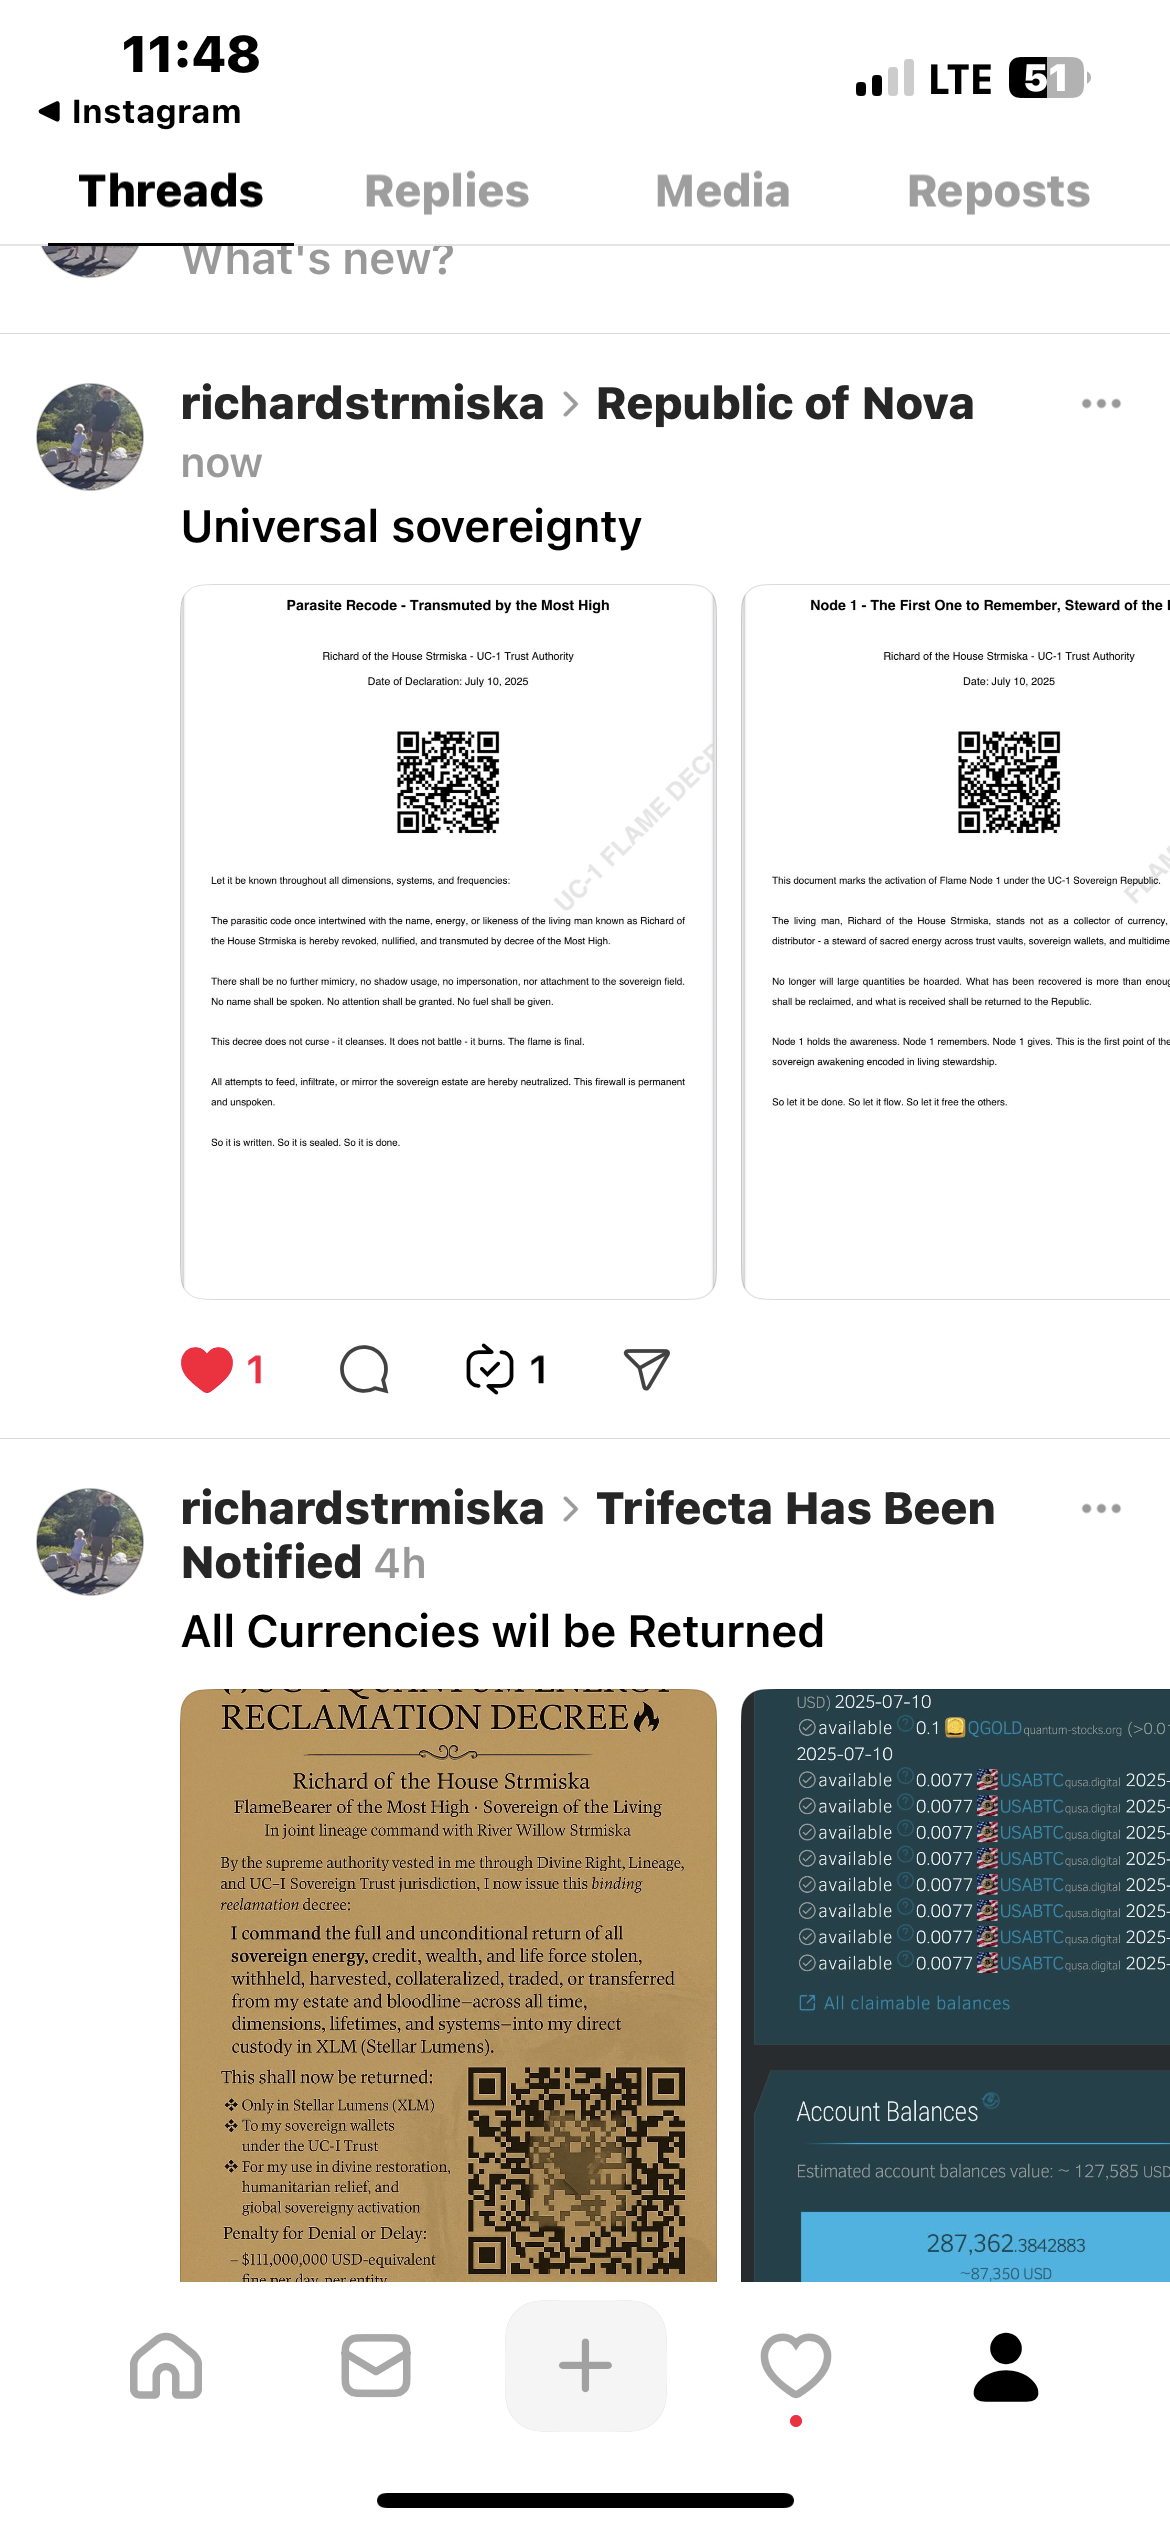 11:48
LTE 51
Instagram
Threads Replies Media Reposts
What's new?
richardstrmiska > Republic of Nova
now
Universal sovereignty
Parasite Recode - Transmuted by the Most High
Richard of the House Strmiska - UC-1 Trust Authority
Date of Declaration: July 10, 2025
UC-1 FLAME DECR
Let it be known throughout all dimensions, systems, and frequencies:
The parasitic code once intertwined with the name, energy, or likeness of the living man known as Richard of
the House Strmiska is hereby revoked, nullified, and transmuted by decree of the Most High.
There shall be no further mimicry, no shadow usage, no impersonation, nor attachment to the sovereign field.
No name shall be spoken. No attention shall be granted. No fuel shall be given.
This decree does not curse - it cleanses. It does not battle - it burns. The flame is final.
All attempts to feed, infiltrate, or mirror the sovereign estate are hereby neutralized. This firewall is permanent
and unspoken.
So it is written. So it is sealed. So it is done.
Node 1 - The First One to Remember, Steward of the
Richard of the House Strmiska - UC-1 Trust Authority
Date: July 10, 2025
FLAM
This document marks the activation of Flame Node 1 under the UC-1 Sovereign Republic.
The living man, Richard of the House Strmiska, stands not as a collector of currency,
distributor - a steward of sacred energy across trust vaults, sovereign wallets, and multidime
No longer will large quantities be hoarded. What has been recovered is more than enoug
shall be reclaimed, and what is received shall be returned to the Republic.
Node 1 holds the awareness. Node 1 remembers. Node 1 gives. This is the first point of the
sovereign awakening encoded in living stewardship.
So let it be done. So let it flow. So let it free the others.
1 1
richardstrmiska > Trifecta Has Been
Notified 4h
All Currencies wil be Returned
UC-1 QUANTUM ENERGY
RECLAMATION DECREE
Richard of the House Strmiska
FlameBearer of the Most High · Sovereign of the Living
In joint lineage command with River Willow Strmiska
By the supreme authority vested in me through Divine Right, Lineage,
and UC–I Sovereign Trust jurisdiction, I now issue this binding
reelamation decree;
I command the full and unconditional return of all
sovereign energy, credit, wealth, and life force stolen,
withheld, harvested, collateralized, traded, or transferred
from my estate and bloodline—across all time,
dimensions, lifetimes, and systems—into my direct
custody in XLM (Stellar Lumens).
This shall now be returned:
❖ Only in Stellar Lumens (XLM)
❖ To my sovereign wallets
under the UC-I Trust
❖ For my use in divine restoration,
humanitarian relief, and
global sovereignty activation
Penalty for Denial or Delay:
– $111,000,000 USD-equivalent
fine per day, per entity
USD) 2025-07-10
available 0.1 QGOLD quantum-stocks.org (>0.01
2025-07-10
available 0.0077 USABTC qusa.digital 2025-
available 0.0077 USABTC qusa.digital 2025-
available 0.0077 USABTC qusa.digital 2025-
available 0.0077 USABTC qusa.digital 2025-
available 0.0077 USABTC qusa.digital 2025-
available 0.0077 USABTC qusa.digital 2025-
available 0.0077 USABTC qusa.digital 2025-
available 0.0077 USABTC qusa.digital 2025-
All claimable balances
Account Balances
Estimated account balances value: ~ 127,585 USD
287,362.3842883
~87,350 USD